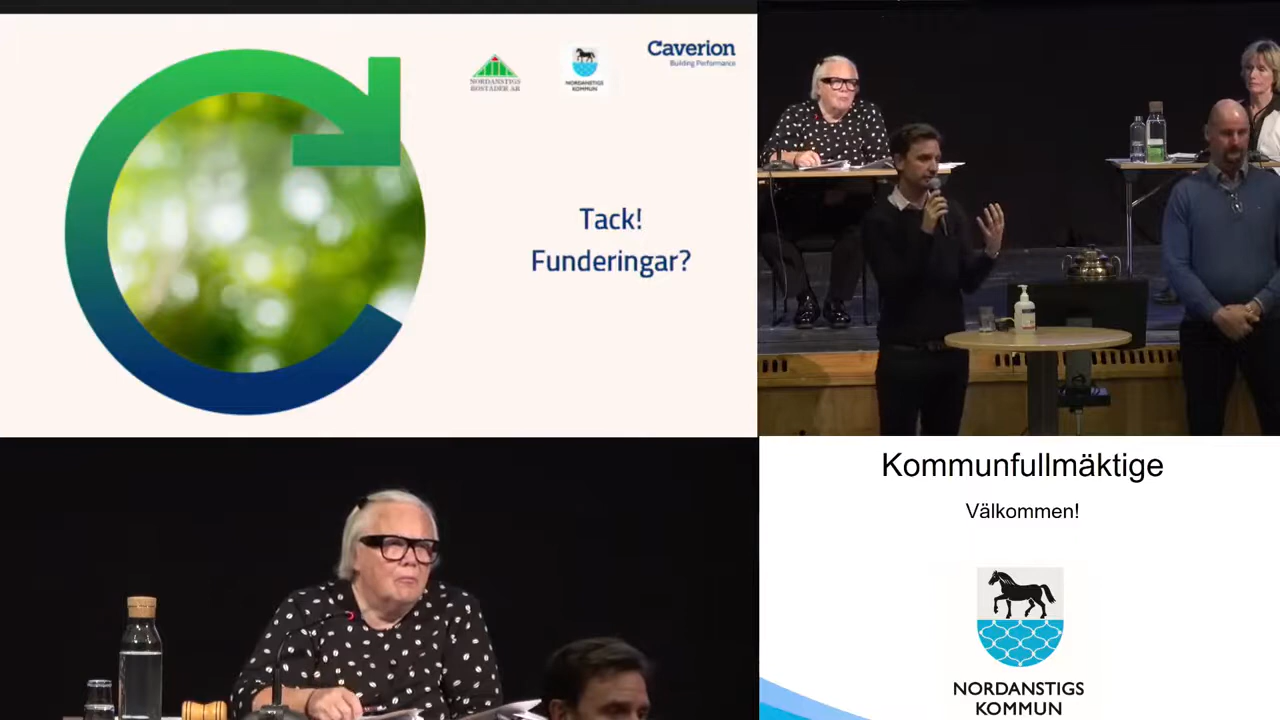 NORDANSTIGS
BOSTÄDER AB
NORDANSTIGS
KOMMUN
Caverion
Building Performance
Tack!
Funderingar?
Kommunfullmäktige
Välkommen!
NORDANSTIGS
KOMMUN